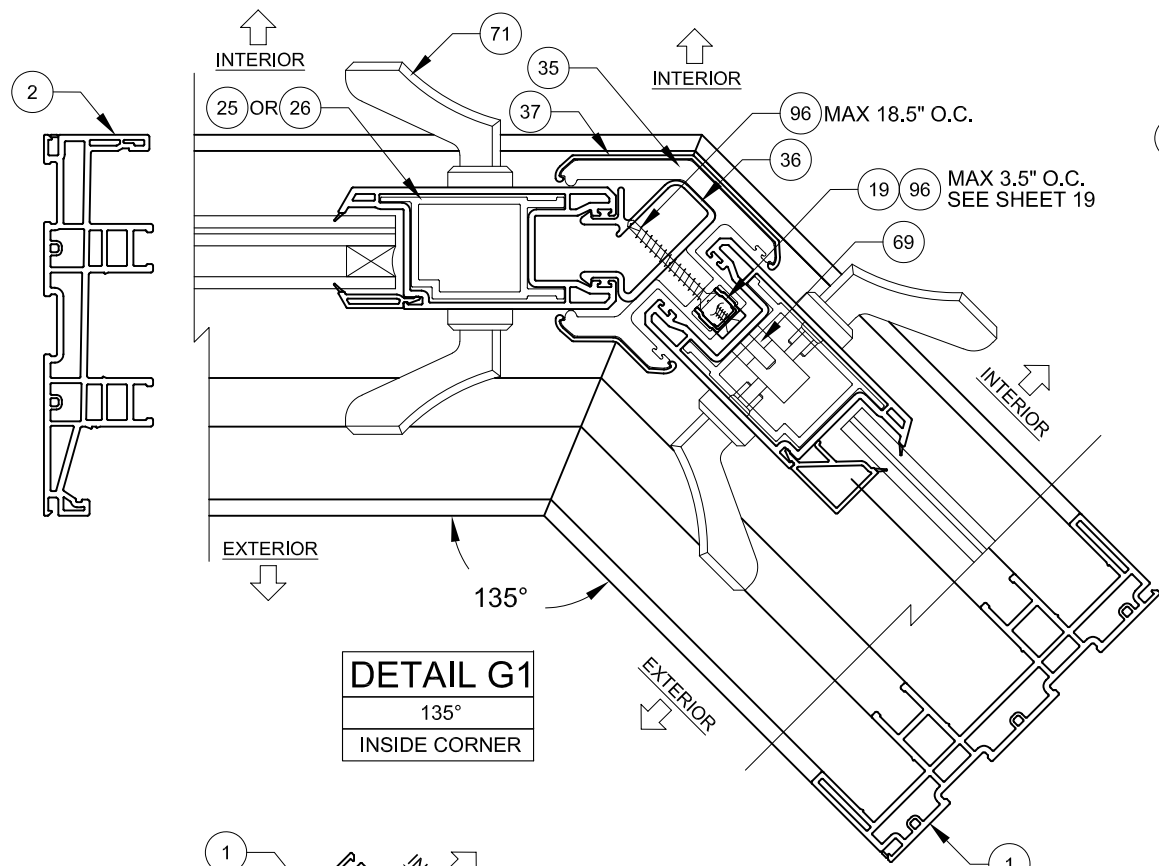 71
INTERIOR
INTERIOR
35
2
25 OR 26
37
96 MAX 18.5" O.C.
36
19 96 MAX 3.5" O.C.
SEE SHEET 19
69
INTERIOR
EXTERIOR
135°
EXTERIOR
DETAIL G1
135°
INSIDE CORNER
1
1